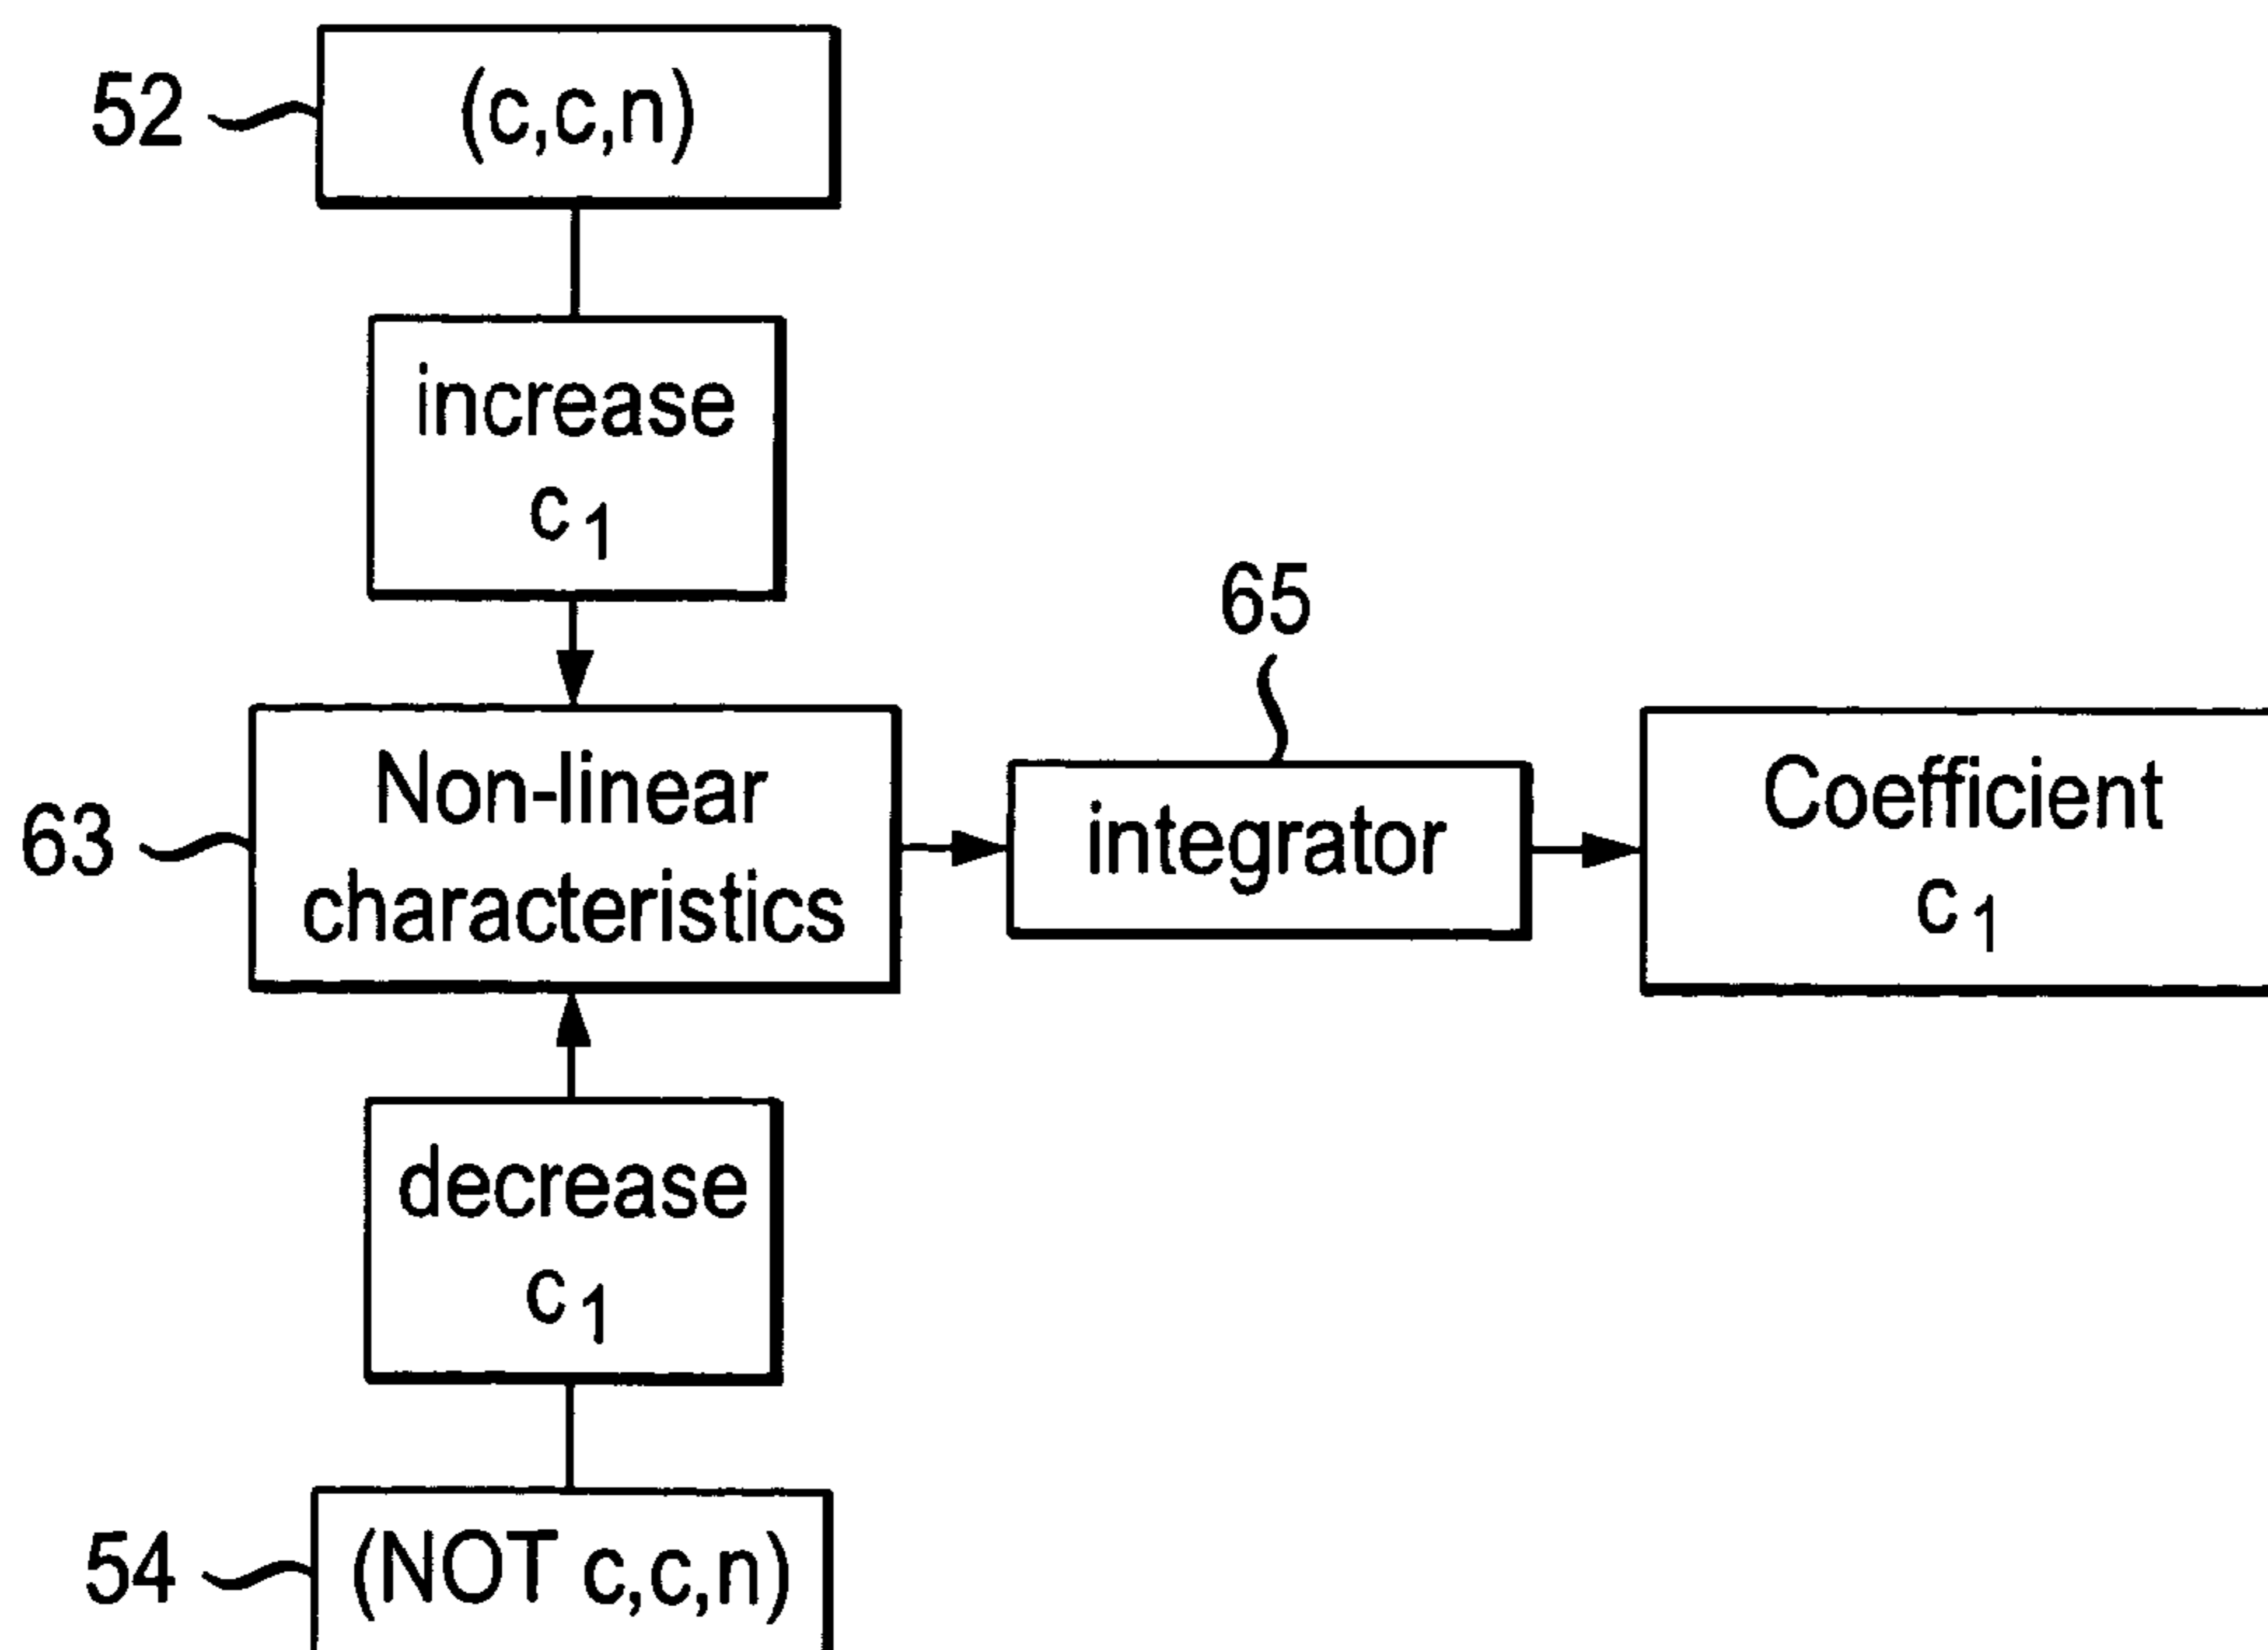 52
(c,c,n)
increase
c1
65
63
Non-linear
characteristics
integrator
Coefficient
c1
decrease
c1
54
(NOT c,c,n)